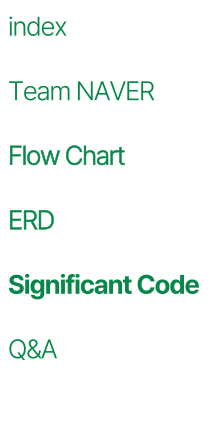 index
Team NAVER
Flow Chart
ERD
Significant Code
Q&A